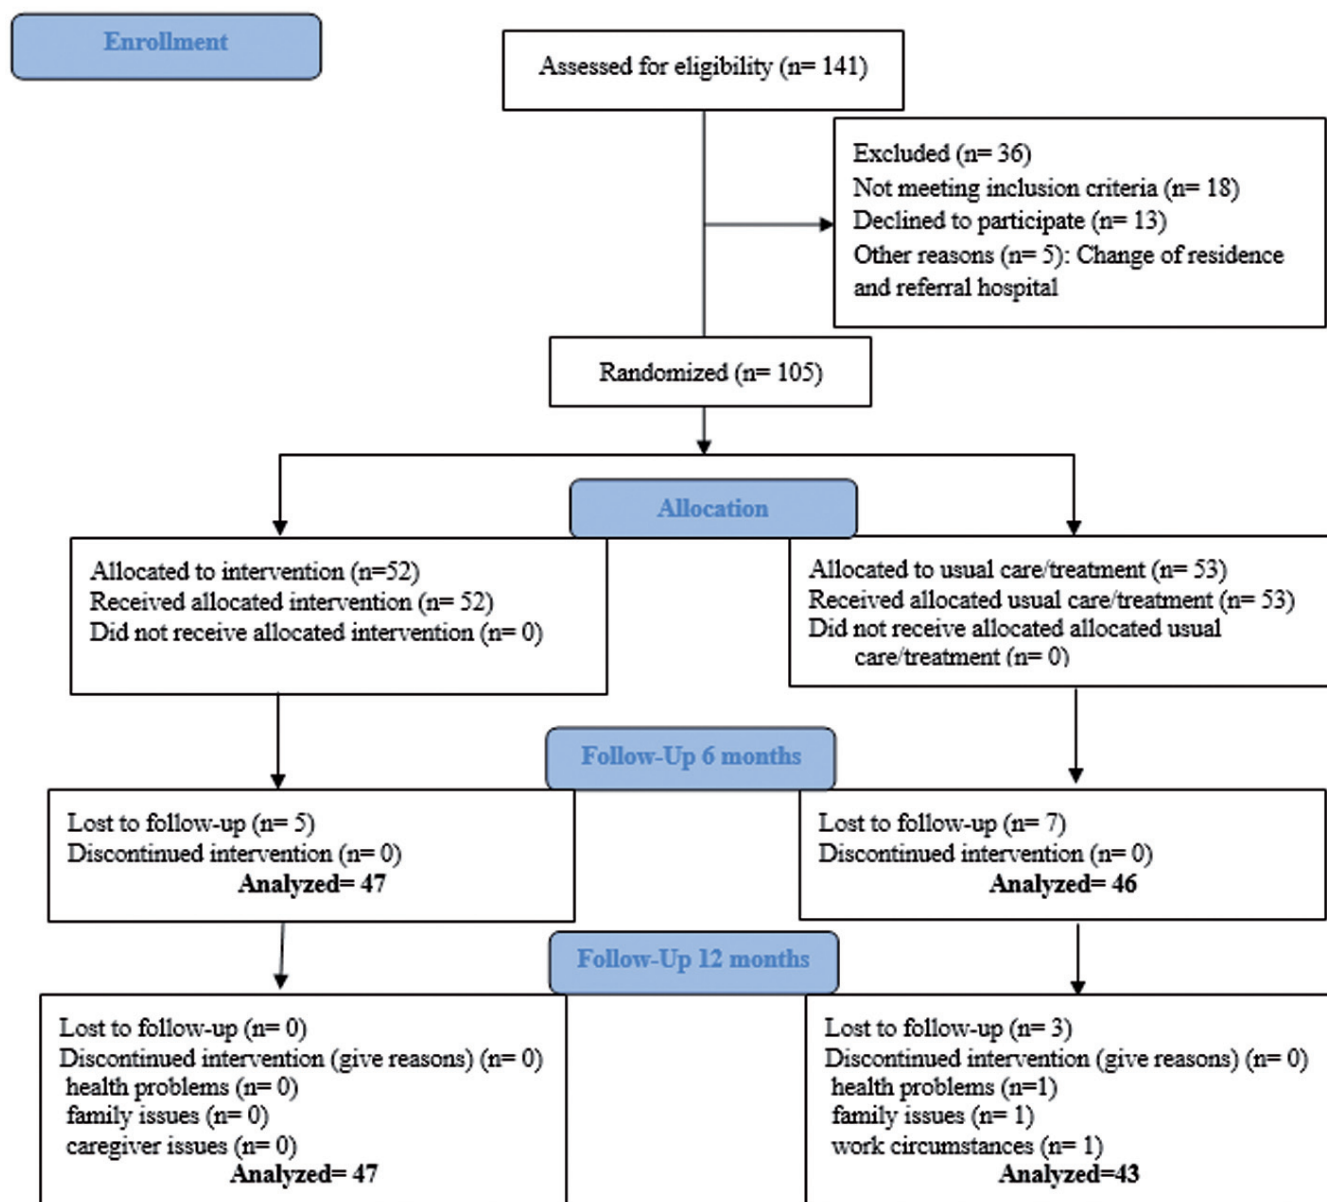 Enrollment
Assessed for eligibility (n= 141)
Excluded (n= 36)
Not meeting inclusion criteria (n= 18)
Declined to participate (n= 13)
Other reasons (n= 5): Change of residence
and referral hospital
Randomized (n= 105)
Allocation
Allocated to intervention (n=52)
Received allocated intervention (n= 52)
Did not receive allocated intervention (n= 0)
Allocated to usual care/treatment (n= 53)
Received allocated usual care/treatment (n= 53)
Did not receive allocated allocated usual
care/treatment (n= 0)
Follow-Up 6 months
Lost to follow-up (n= 5)
Discontinued intervention (n= 0)
Analyzed= 47
Lost to follow-up (n= 7)
Discontinued intervention (n= 0)
Analyzed= 46
Follow-Up 12 months
Lost to follow-up (n= 0)
Discontinued intervention (give reasons) (n= 0)
health problems (n= 0)
family issues (n= 0)
caregiver issues (n= 0)
Analyzed= 47
Lost to follow-up (n= 3)
Discontinued intervention (give reasons) (n= 0)
health problems (n=1)
family issues (n= 1)
work circumstances (n= 1)
Analyzed=43